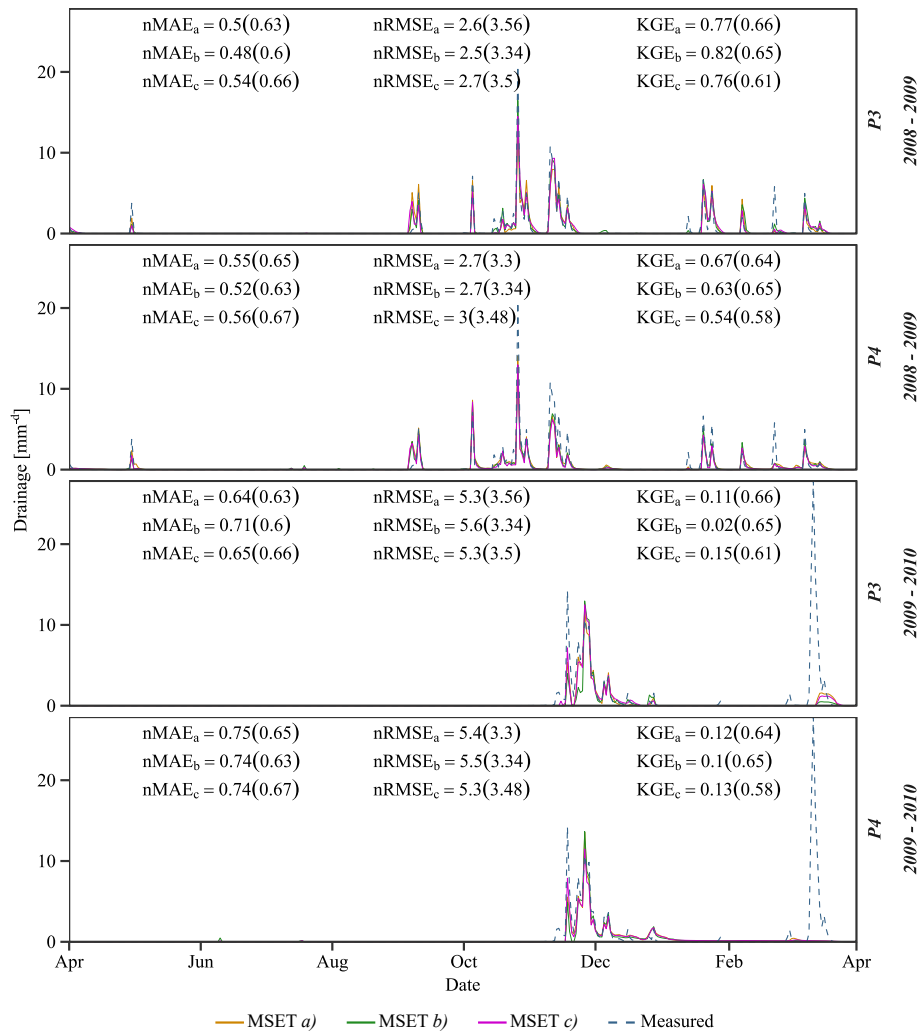 nMAEa = 0.5(0.63) nRMSEa = 2.6(3.56) KGEa = 0.77(0.66)
nMAEb = 0.48(0.6) nRMSEb = 2.5(3.34) KGEb = 0.82(0.65)
nMAEc = 0.54(0.66) nRMSEc = 2.7(3.5) KGEc = 0.76(0.61)
20
10
0
P3
2008 - 2009
nMAEa = 0.55(0.65) nRMSEa = 2.7(3.3) KGEa = 0.67(0.64)
nMAEb = 0.52(0.63) nRMSEb = 2.7(3.34) KGEb = 0.63(0.65)
nMAEc = 0.56(0.67) nRMSEc = 3(3.48) KGEc = 0.54(0.58)
20
10
0
P4
2008 - 2009
Drainage [mm-d]
nMAEa = 0.64(0.63) nRMSEa = 5.3(3.56) KGEa = 0.11(0.66)
nMAEb = 0.71(0.6) nRMSEb = 5.6(3.34) KGEb = 0.02(0.65)
nMAEc = 0.65(0.66) nRMSEc = 5.3(3.5) KGEc = 0.15(0.61)
20
10
0
P3
2009 - 2010
nMAEa = 0.75(0.65) nRMSEa = 5.4(3.3) KGEa = 0.12(0.64)
nMAEb = 0.74(0.63) nRMSEb = 5.5(3.34) KGEb = 0.1(0.65)
nMAEc = 0.74(0.67) nRMSEc = 5.3(3.48) KGEc = 0.13(0.58)
20
10
0
P4
2009 - 2010
Apr Jun Aug Oct Dec Feb Apr
Date
MSET a) MSET b) MSET c) Measured